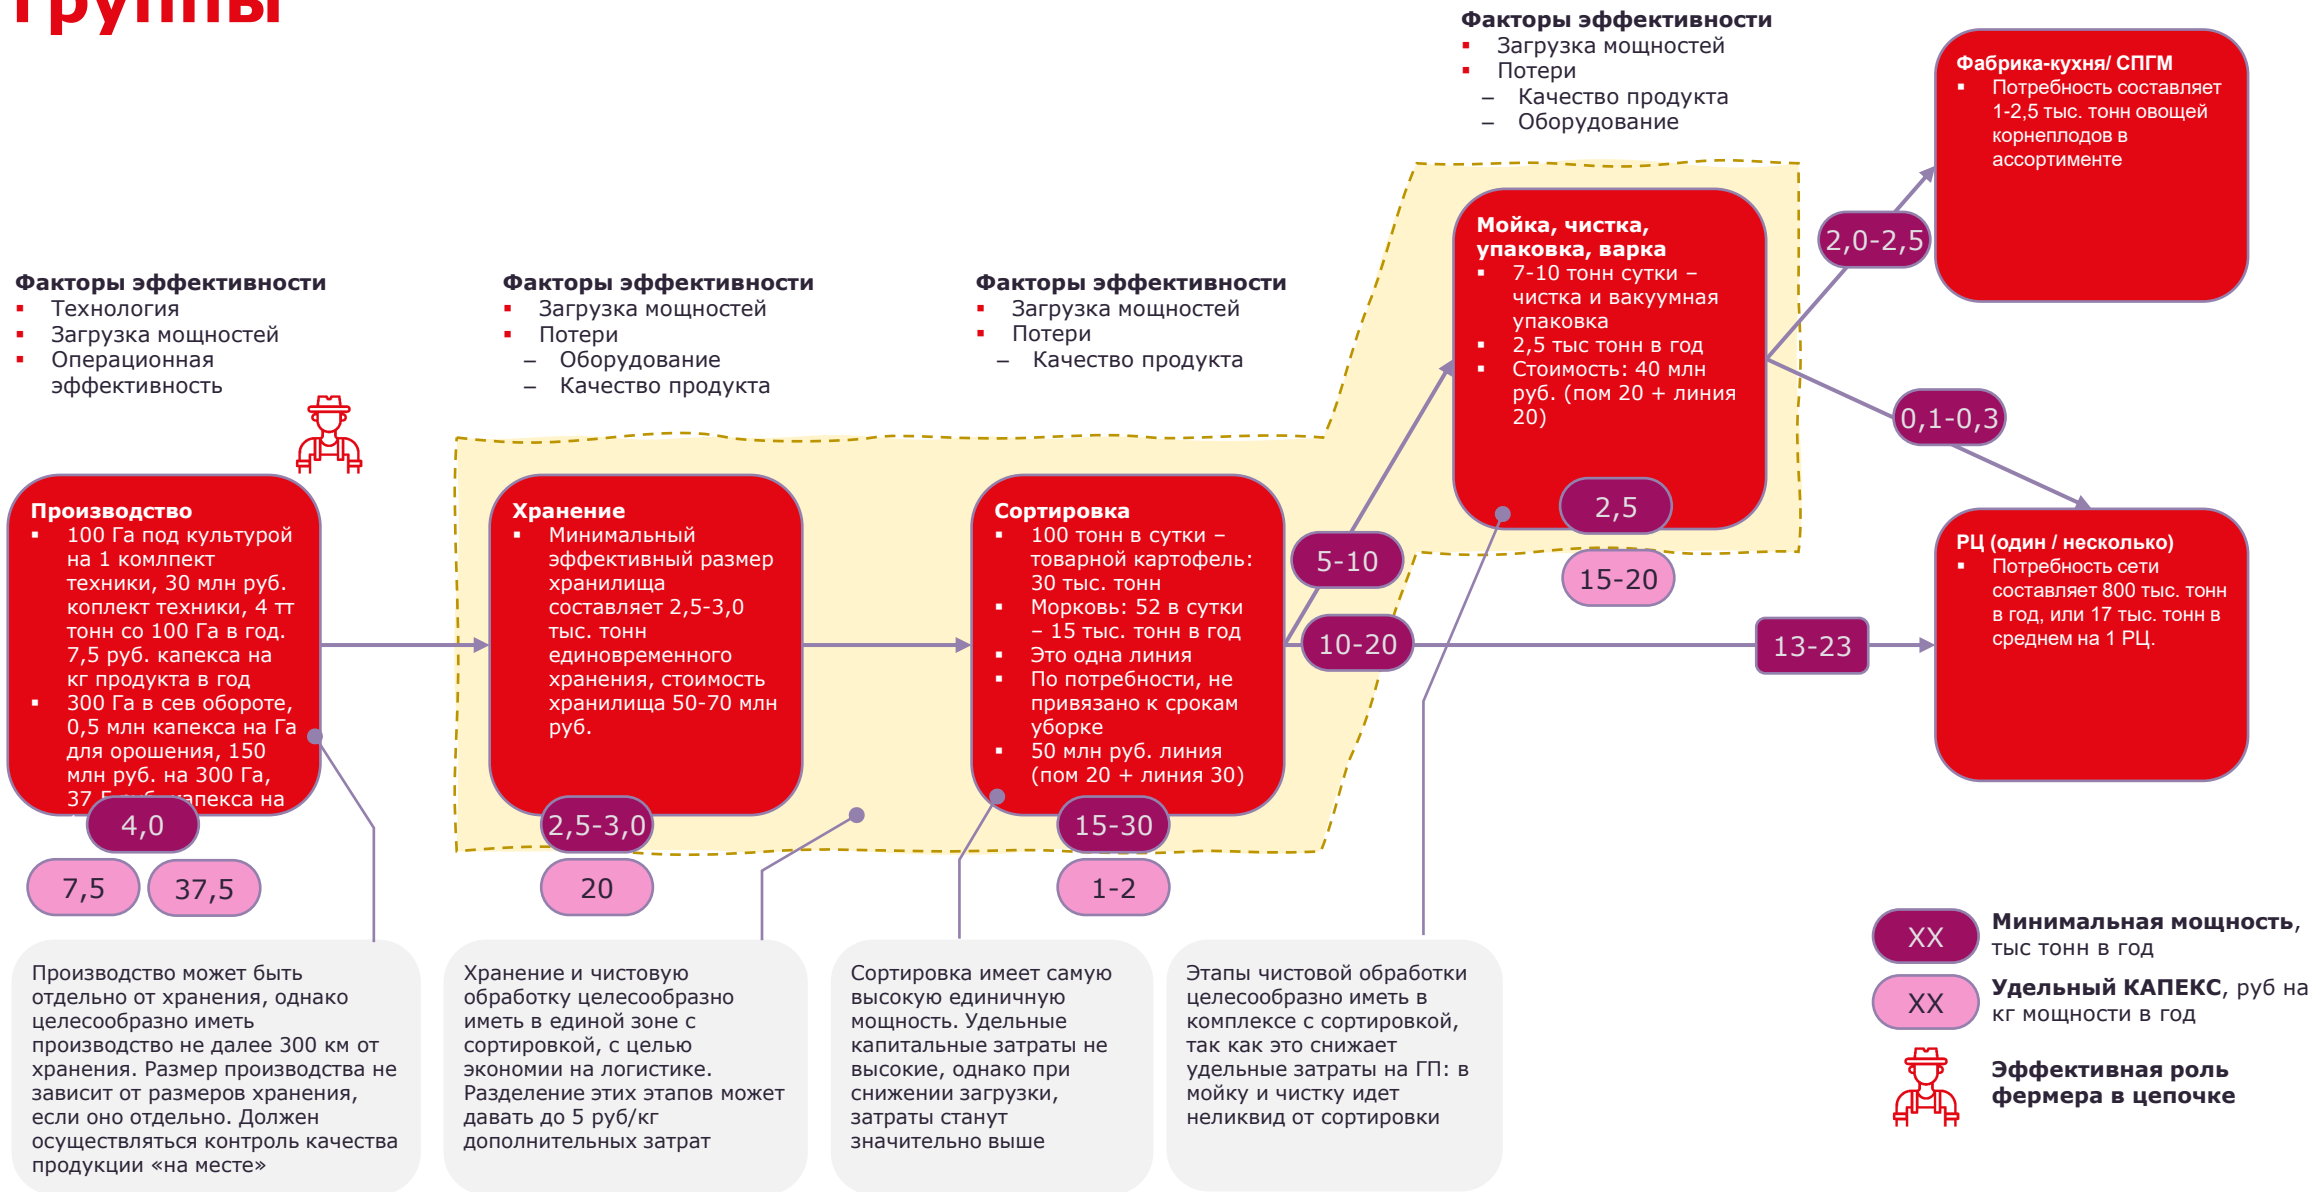 Группы
Факторы эффективности
▪ Загрузка мощностей
▪ Потери
– Качество продукта
– Оборудование
Фабрика-кухня/ СПГМ
▪ Потребность составляет
1-2,5 тыс. тонн овощей
корнеплодов в
ассортименте
Мойка, чистка,
упаковка, варка
▪ 7-10 тонн сутки –
чистка и вакуумная
упаковка
▪ 2,5 тыс тонн в год
▪ Стоимость: 40 млн
руб. (пом 20 + линия
20)
2,5
15-20
2,0-2,5
0,1-0,3
Факторы эффективности
▪ Технология
▪ Загрузка мощностей
▪ Операционная
эффективность
Факторы эффективности
▪ Загрузка мощностей
▪ Потери
– Оборудование
– Качество продукта
Факторы эффективности
▪ Загрузка мощностей
▪ Потери
– Качество продукта
Производство
▪ 100 Га под культурой
на 1 комлпект
техники, 30 млн руб.
коплект техники, 4 тт
тонн со 100 Га в год.
7,5 руб. капекса на
кг продукта в год
▪ 300 Га в сев обороте,
0,5 млн капекса на Га
для орошения, 150
млн руб. на 300 Га,
37 капекса на
4,0
7,5
37,5
Хранение
▪ Минимальный
эффективный размер
хранилища
составляет 2,5-3,0
тыс. тонн
единовременного
хранения, стоимость
хранилища 50-70 млн
руб.
2,5-3,0
20
Сортировка
▪ 100 тонн в сутки –
товарной картофель:
30 тыс. тонн
▪ Морковь: 52 в сутки
– 15 тыс. тонн в год
▪ Это одна линия
▪ По потребности, не
привязано к срокам
уборке
▪ 50 млн руб. линия
(пом 20 + линия 30)
15-30
1-2
5-10
10-20
13-23
РЦ (один / несколько)
▪ Потребность сети
составляет 800 тыс. тонн
в год, или 17 тыс. тонн в
среднем на 1 РЦ.
Производство может быть
отдельно от хранения, однако
целесообразно иметь
производство не далее 300 км от
хранения. Размер производства не
зависит от размеров хранения,
если оно отдельно. Должен
осуществляться контроль качества
продукции «на месте»
Хранение и чистовую
обработку целесообразно
иметь в единой зоне с
сортировкой, с целью
экономии на логистике.
Разделение этих этапов может
давать до 5 руб/кг
дополнительных затрат
Сортировка имеет самую
высокую единичную
мощность. Удельные
капитальные затраты не
высокие, однако при
снижении загрузки,
затраты станут
значительно выше
Этапы чистовой обработки
целесообразно иметь в
комплексе с сортировкой,
так как это снижает
удельные затраты на ГП: в
мойку и чистку идет
неликвид от сортировки
XX
Минимальная мощность,
тыс тонн в год
XX
Удельный КАПЕКС, руб на
кг мощности в год
Эффективная роль
фермера в цепочке